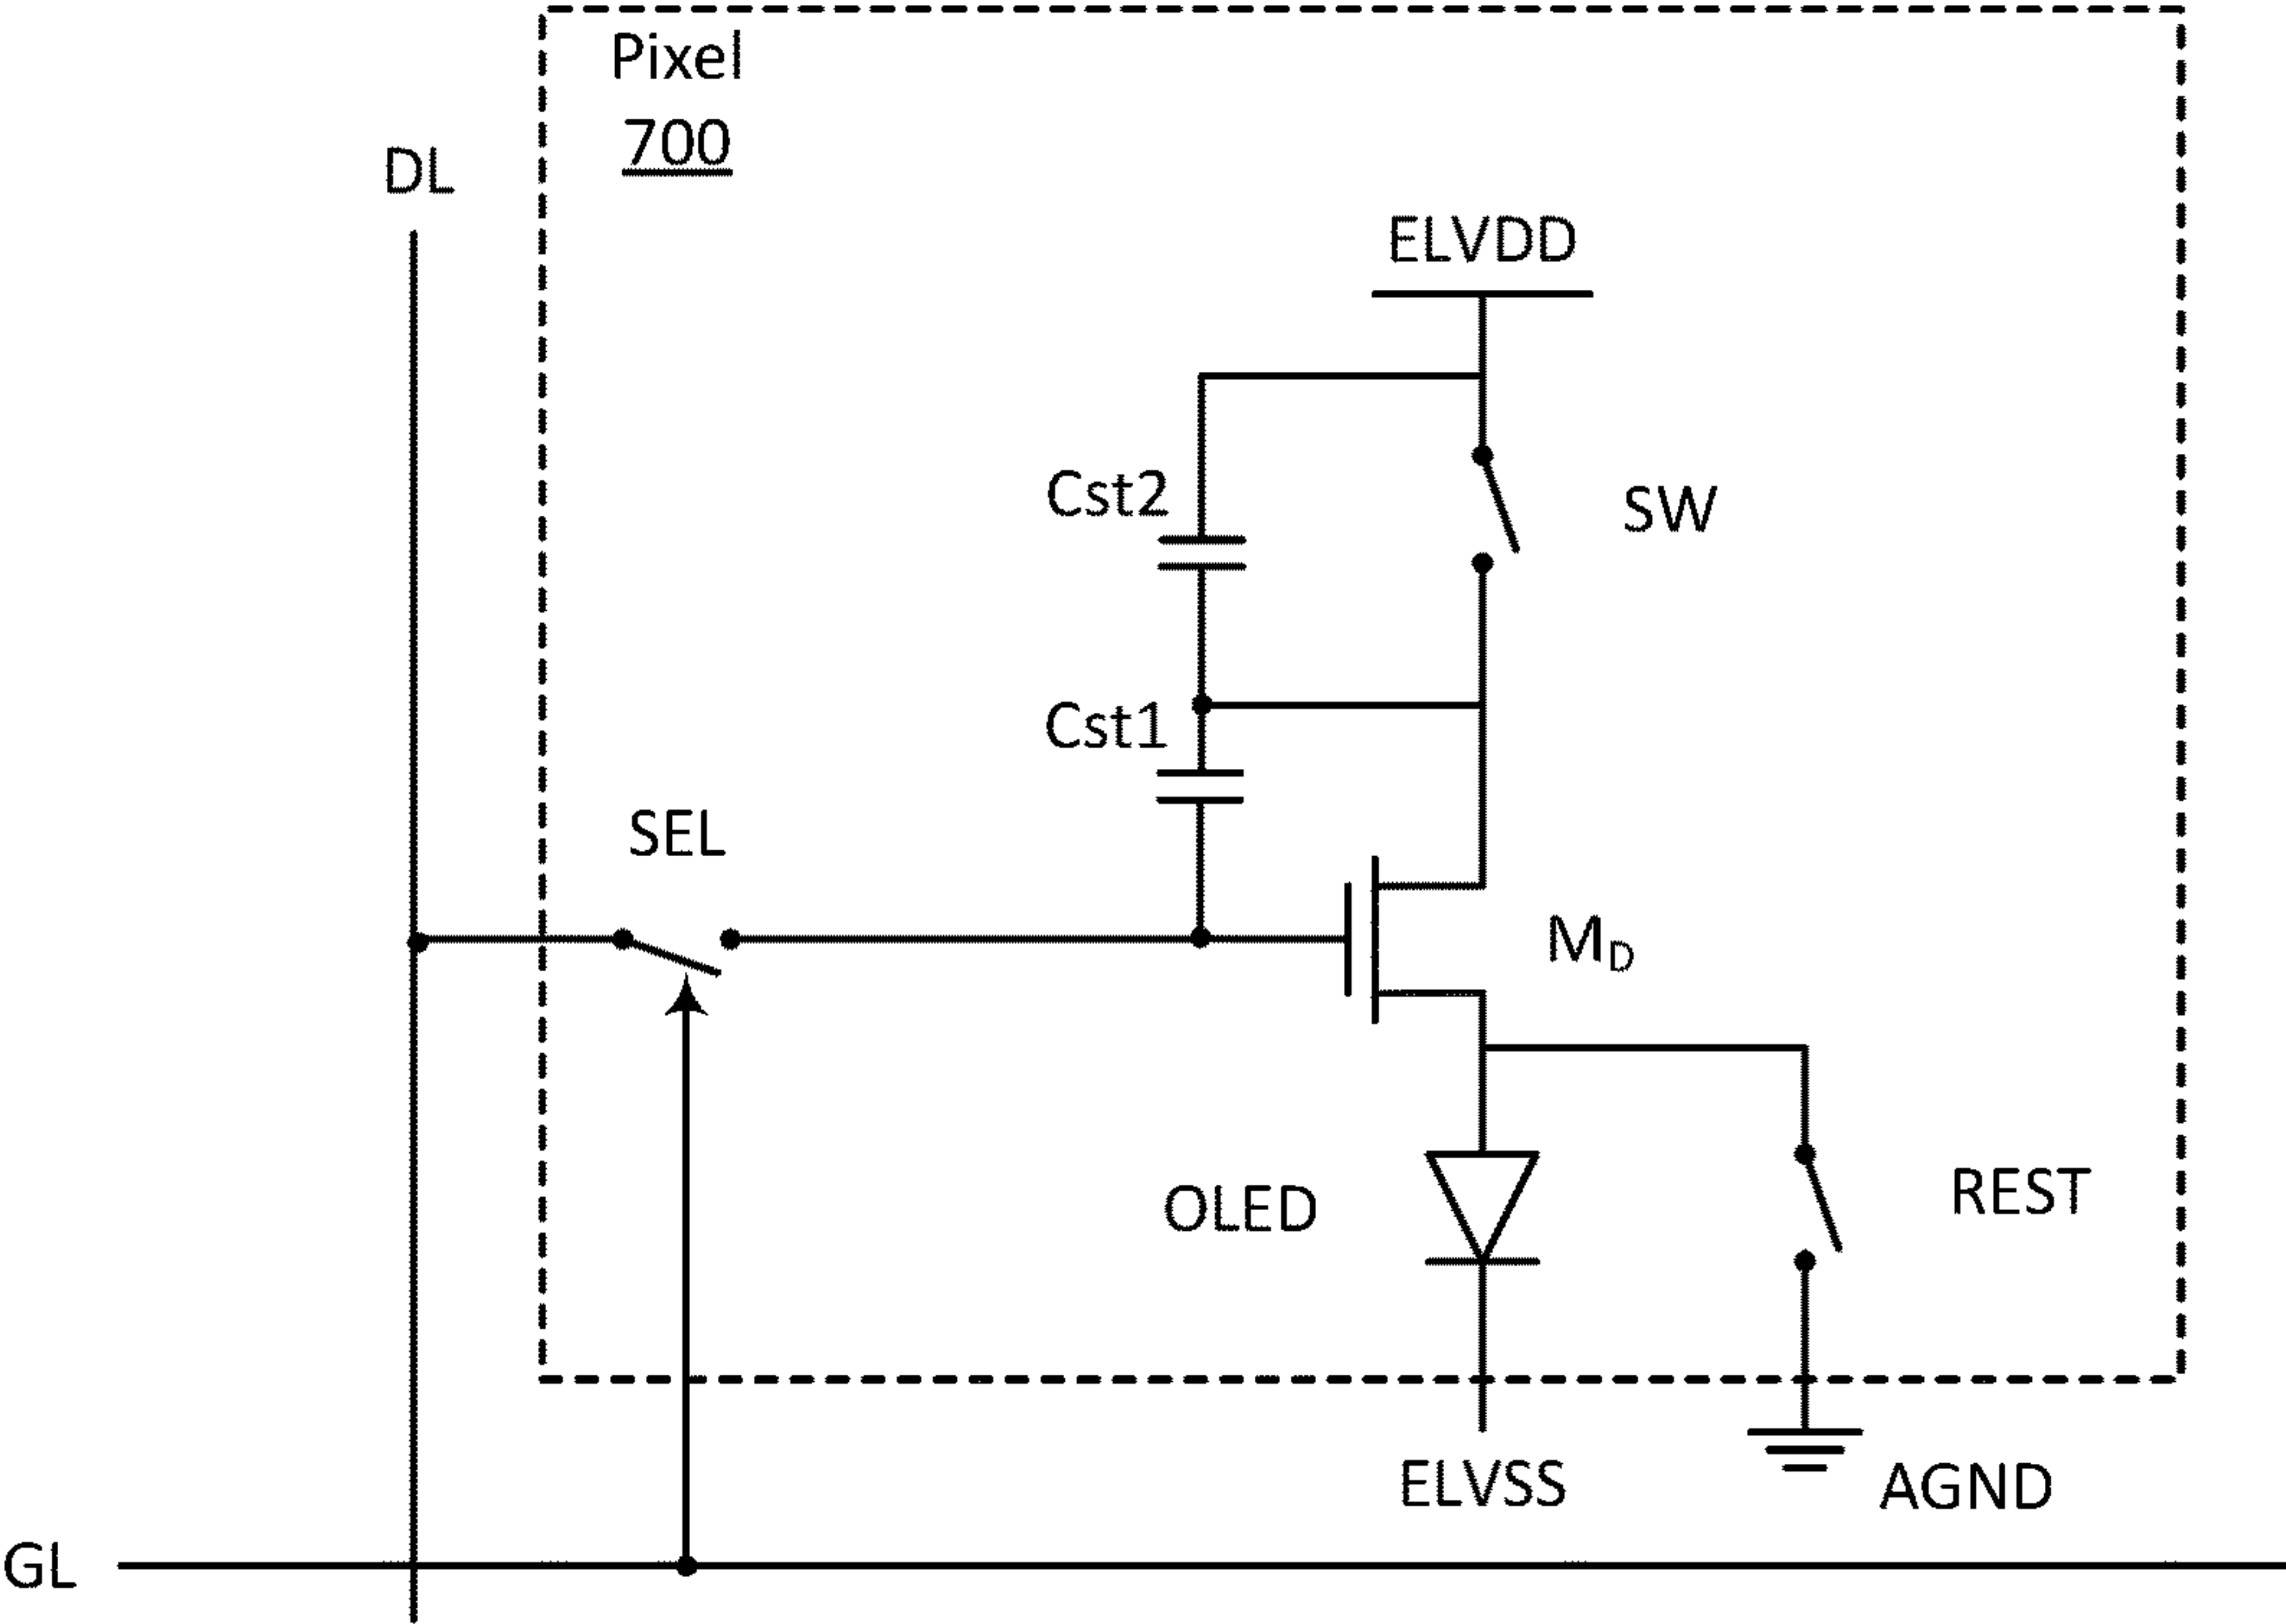 Pixel
700
DL
ELVDD
Cst2
SW
Cst1
SEL
MD
OLED
REST
ELVSS
AGND
GL